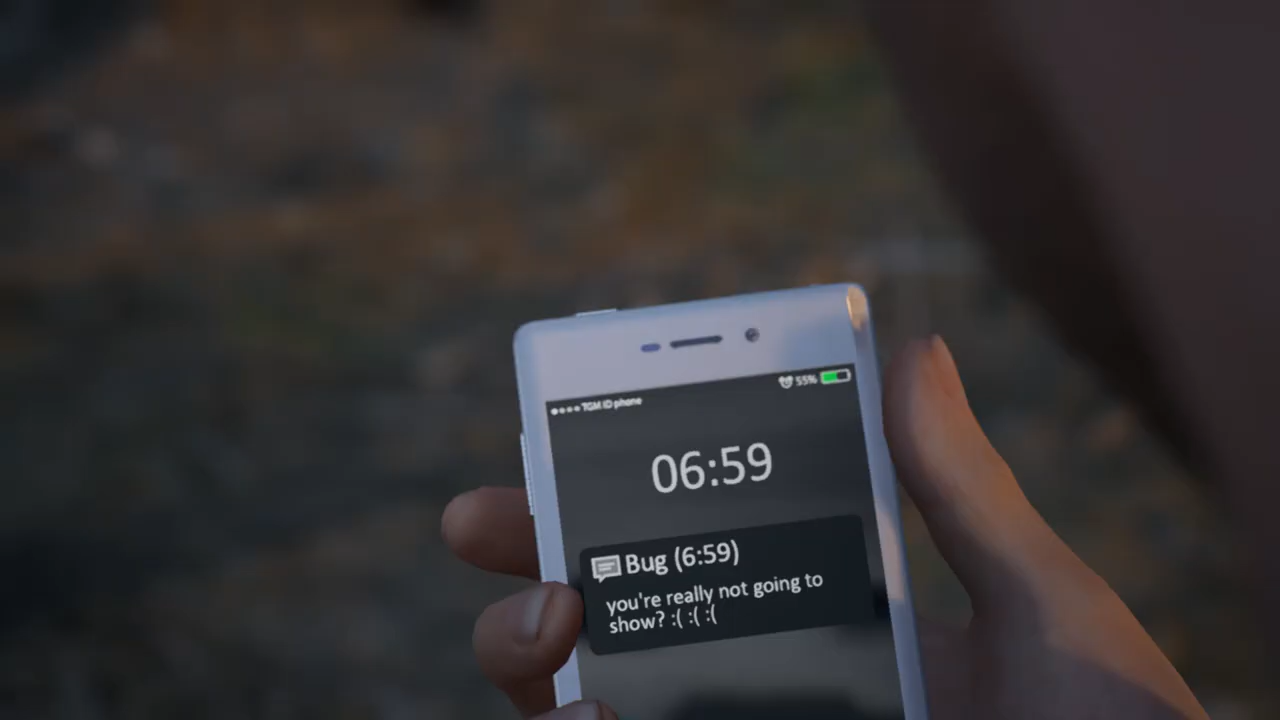 TGM ID phone
55%
06:59
Bug (6:59)
you're really not going to
show? :( :( :(